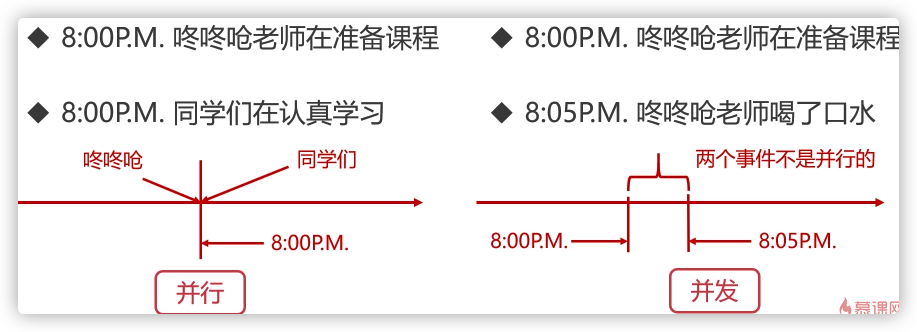 ◆ 8:00P.M. 咚咚呛老师在准备课程
◆ 8:00P.M. 同学们在认真学习
咚咚呛
同学们
8:00P.M.
并行
◆ 8:00P.M. 咚咚呛老师在准备课程
◆ 8:05P.M. 咚咚呛老师喝了口水
两个事件不是并行的
8:00P.M.
8:05P.M.
并发
慕课网